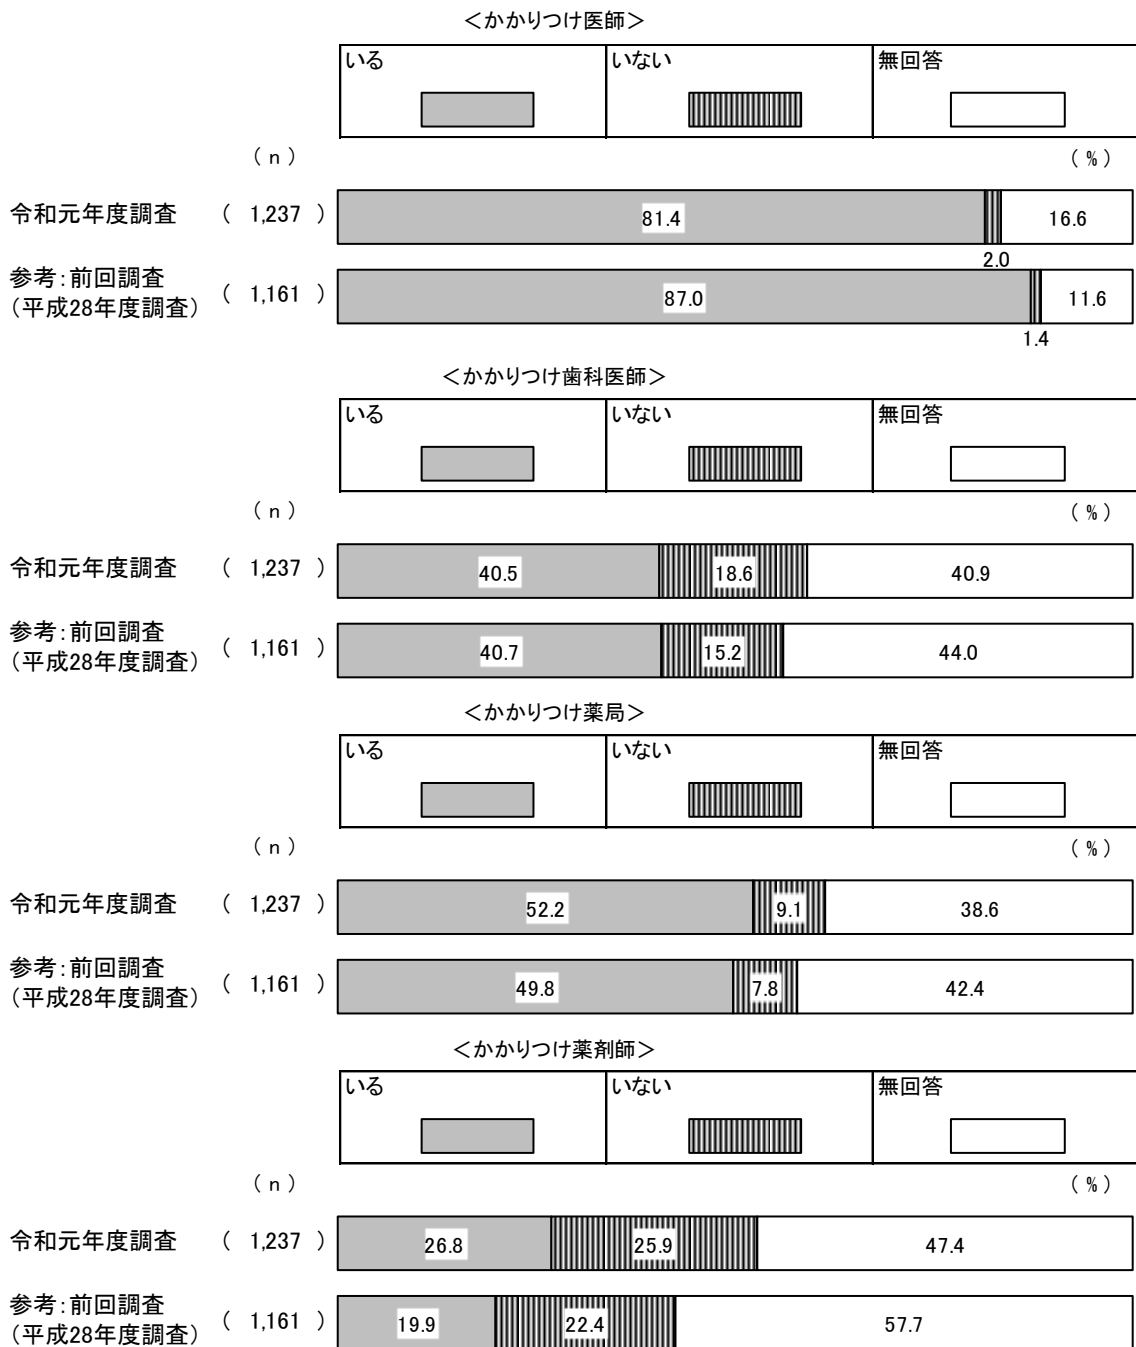 ＜かかりつけ医師＞
いる いない 無回答
（ｎ） （％）
令和元年度調査 （ 1,237 ） 81.4 16.6
2.0
参考：前回調査
（平成28年度調査） （ 1,161 ） 87.0 11.6
1.4
＜かかりつけ歯科医師＞
いる いない 無回答
（ｎ） （％）
令和元年度調査 （ 1,237 ） 40.5 18.6 40.9
参考：前回調査
（平成28年度調査） （ 1,161 ） 40.7 15.2 44.0
＜かかりつけ薬局＞
いる いない 無回答
（ｎ） （％）
令和元年度調査 （ 1,237 ） 52.2 9.1 38.6
参考：前回調査
（平成28年度調査） （ 1,161 ） 49.8 7.8 42.4
＜かかりつけ薬剤師＞
いる いない 無回答
（ｎ） （％）
令和元年度調査 （ 1,237 ） 26.8 25.9 47.4
参考：前回調査
（平成28年度調査） （ 1,161 ） 19.9 22.4 57.7